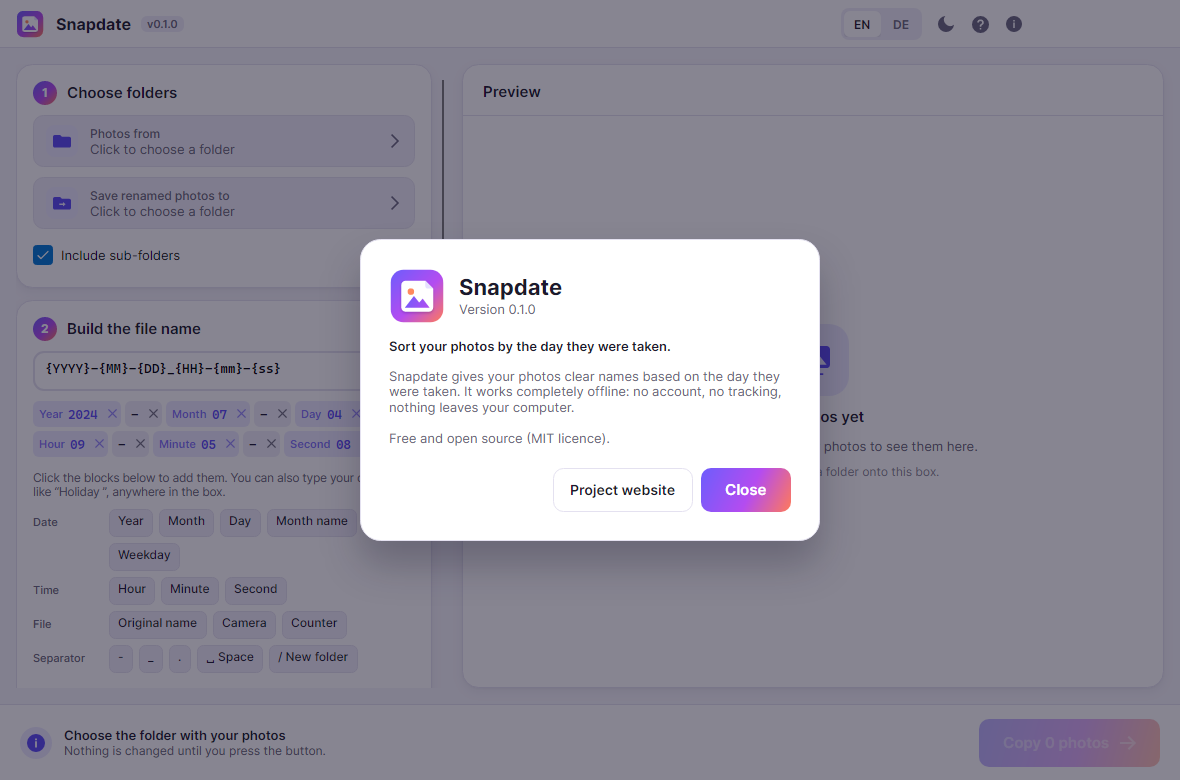 Snapdate v0.1.0
EN DE
1 Choose folders
Photos from
Click to choose a folder
Save renamed photos to
Click to choose a folder
Include sub-folders
2 Build the file name
{YYYY}-{MM}-{DD}_{HH}-{mm}-{ss}
Year 2024 × – × Month 07 × – × Day 04 ×
Hour 09 × – × Minute 05 × – × Second 08
Click the blocks below to add them. You can also type your
like “Holiday ”, anywhere in the box.
Date Year Month Day Month name
Weekday
Time Hour Minute Second
File Original name Camera Counter
Separator - _ . ␣ Space / New folder
Preview
photos to see them here.
folder onto this box.
Snapdate
Version 0.1.0
Sort your photos by the day they were taken.
Snapdate gives your photos clear names based on the day they
were taken. It works completely offline: no account, no tracking,
nothing leaves your computer.
Free and open source (MIT licence).
Project website Close
Choose the folder with your photos
Nothing is changed until you press the button.
Copy 0 photos →